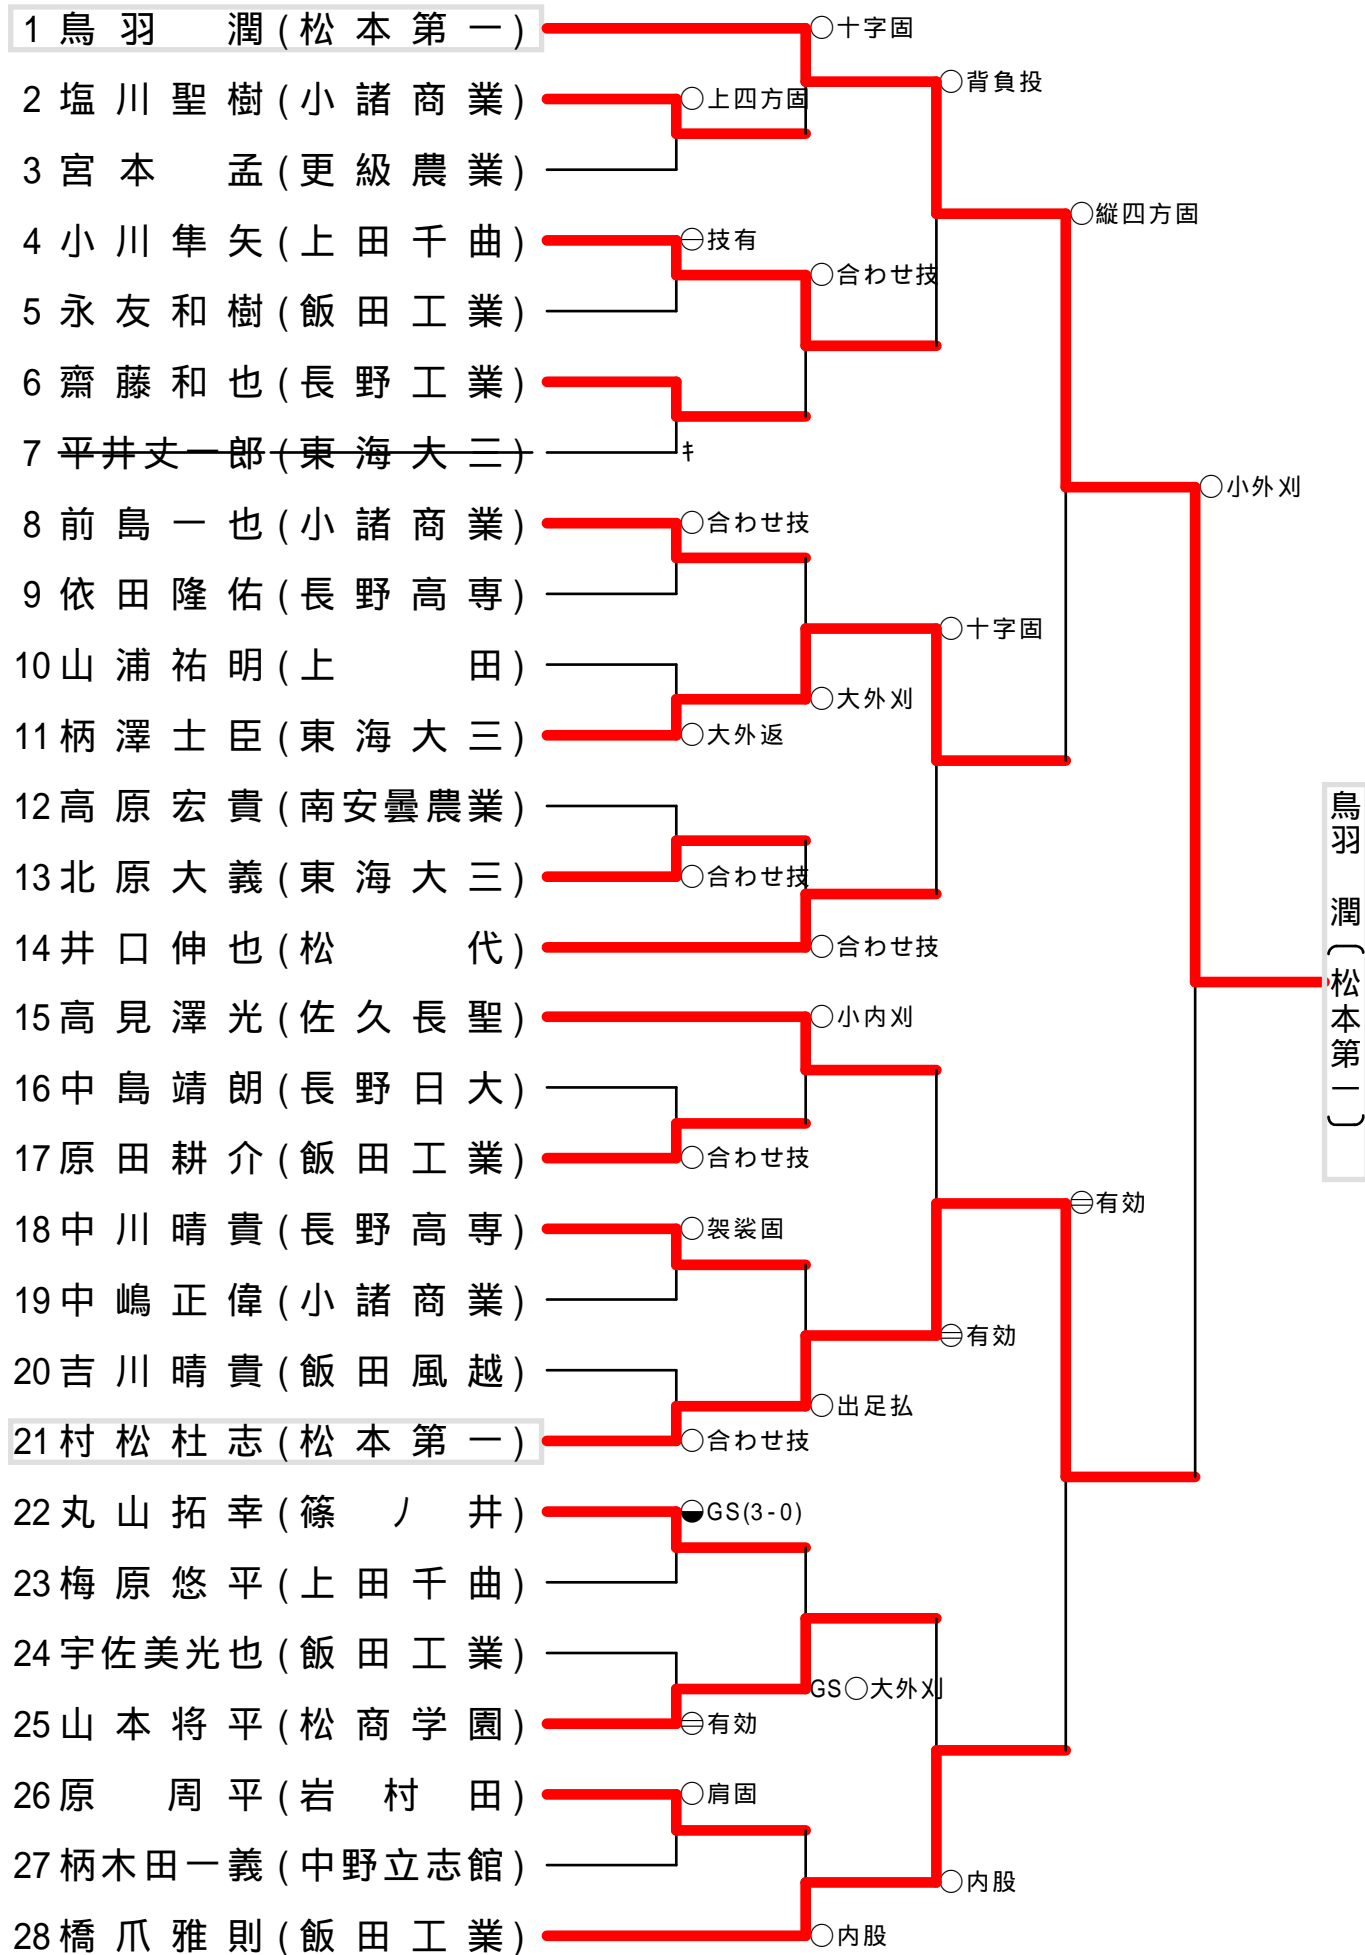 1 鳥羽 潤 (松本第一)
○十字固
○背負投
2 塩川聖樹 (小諸商業)
○上四方固
3 宮本 孟 (更級農業)
○縦四方固
4 小川隼矢 (上田千曲)
技有
○合わせ技
5 永友和樹 (飯田工業)
6 齋藤和也 (長野工業)
7 平井丈一郎 (東海大三)
キ
○小外刈
8 前島一也 (小諸商業)
○合わせ技
9 依田隆佑 (長野高専)
○十字固
10 山浦祐明 (上田)
○大外刈
11 柄澤士臣 (東海大三)
○大外返
12 高原宏貴 (南安曇農業)
13 北原大義 (東海大三)
○合わせ技
14 井口伸也 (松代)
○合わせ技
鳥羽 潤 (松本第一)
15 高見澤光 (佐久長聖)
○小内刈
16 中島靖朗 (長野日大)
17 原田耕介 (飯田工業)
○合わせ技
有効
18 中川晴貴 (長野高専)
○袈裟固
19 中嶋正偉 (小諸商業)
有効
20 吉川晴貴 (飯田風越)
○出足払
21 村松杜志 (松本第一)
○合わせ技
22 丸山拓幸 (篠ノ井)
GS(3-0)
23 梅原悠平 (上田千曲)
24 宇佐美光也 (飯田工業)
GS○大外刈
25 山本将平 (松商学園)
有効
26 原 周平 (岩村田)
○肩固
27 柄木田一義 (中野立志館)
○内股
28 橋爪雅則 (飯田工業)
○内股